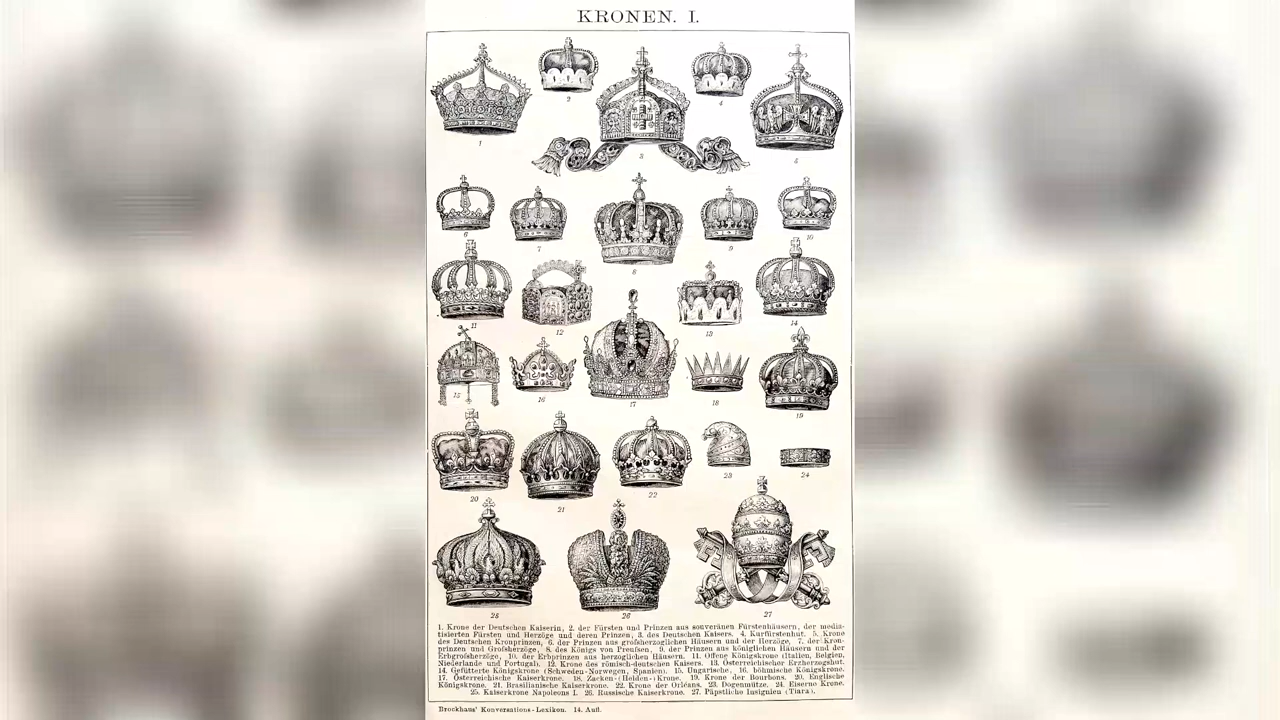 KRONEN. I.
1
2
3
4
5
6
7
8
9
10
11
12
13
14
15
16
17
18
19
20
21
22
23
24
25
26
27
1. Krone der Deutschen Kaiserin, 2. der Fürsten und Prinzen aus souveränen Fürstenhäusern, der media-
tisierten Fürsten und Herzöge und deren Prinzen, 3. des Deutschen Kaisers. 4. Kurfürstenhut. 5. Krone
des Deutschen Kronprinzen, 6. der Prinzen aus großherzoglichen Häusern und der Herzöge, 7. der Kron-
prinzen und Großherzöge, 8. des Königs von Preußen, 9. der Prinzen aus königlichen Häusern und der
Erbgroßherzöge, 10. der Erbprinzen aus herzoglichen Häusern. 11. Offene Königskrone (Italien, Belgien,
Niederlande und Portugal). 12. Krone des römisch-deutschen Kaisers. 13. Österreichischer Erzherzogshut.
14. Gefütterte Königskrone (Schweden-Norwegen, Spanien). 15. Ungarische, 16. böhmische Königskrone.
17. Österreichische Kaiserkrone. 18. Zacken-(Helden-)Krone. 19. Krone der Bourbons. 20. Englische
Königskrone. 21. Brasilianische Kaiserkrone. 22. Krone der Orléans. 23. Dogenmütze. 24. Eiserne Krone.
25. Kaiserkrone Napoleons I. 26. Russische Kaiserkrone. 27. Päpstliche Insignien (Tiara).
Brockhaus' Konversations-Lexikon. 14. Aufl.